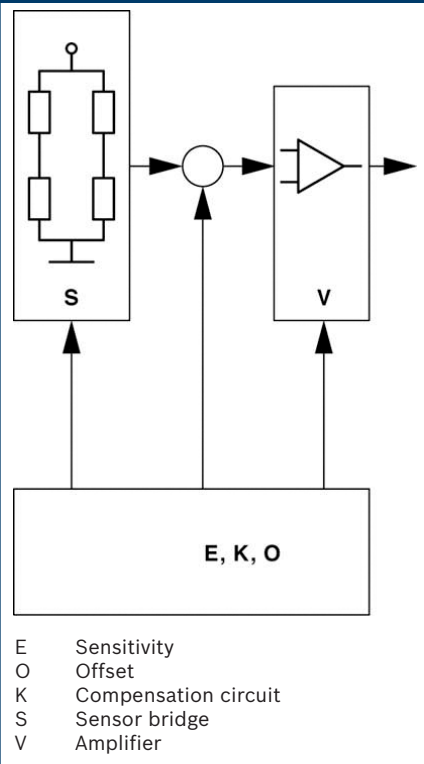 S
V
E, K, O
E Sensitivity
O Offset
K Compensation circuit
S Sensor bridge
V Amplifier